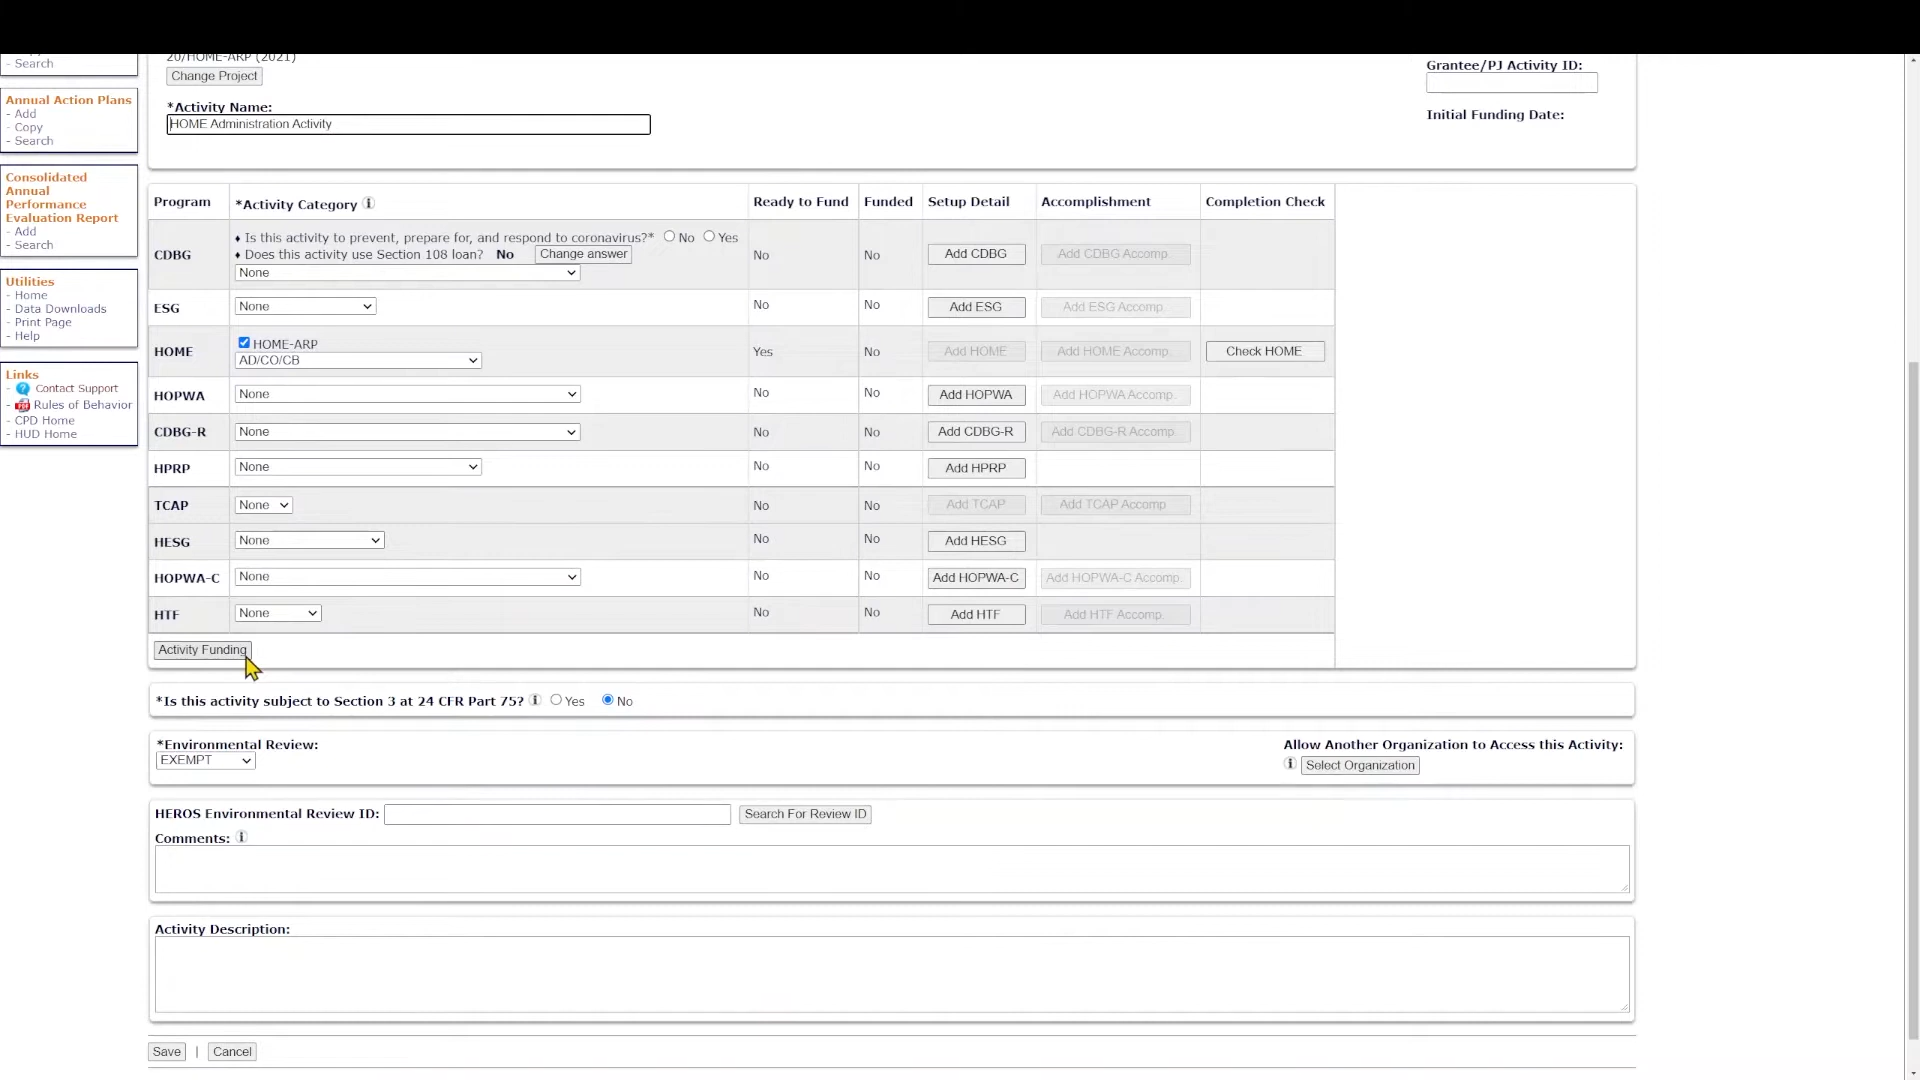 - Search
Annual Action Plans
- Add
- Copy
- Search
Consolidated
Annual
Performance
Evaluation Report
- Add
- Search
Utilities
- Home
- Data Downloads
- Print Page
- Help
Links
- Contact Support
- Rules of Behavior
- CPD Home
- HUD Home
20/HOME-ARP (2021)
Change Project
Grantee/PJ Activity ID:
*Activity Name:
HOME Administration Activity
Initial Funding Date:
Program *Activity Category Ready to Fund Funded Setup Detail Accomplishment Completion Check
CDBG ♦ Is this activity to prevent, prepare for, and respond to coronavirus?* No Yes
♦ Does this activity use Section 108 loan? No Change answer
None No No Add CDBG Add CDBG Accomp.
ESG None No No Add ESG Add ESG Accomp.
HOME HOME-ARP
AD/CO/CB Yes No Add HOME Add HOME Accomp. Check HOME
HOPWA None No No Add HOPWA Add HOPWA Accomp.
CDBG-R None No No Add CDBG-R Add CDBG-R Accomp.
HPRP None No No Add HPRP
TCAP None No No Add TCAP Add TCAP Accomp
HESG None No No Add HESG
HOPWA-C None No No Add HOPWA-C Add HOPWA-C Accomp.
HTF None No No Add HTF Add HTF Accomp.
Activity Funding
*Is this activity subject to Section 3 at 24 CFR Part 75? Yes No
*Environmental Review:
EXEMPT
Allow Another Organization to Access this Activity:
Select Organization
HEROS Environmental Review ID: Search For Review ID
Comments:
Activity Description:
Save | Cancel